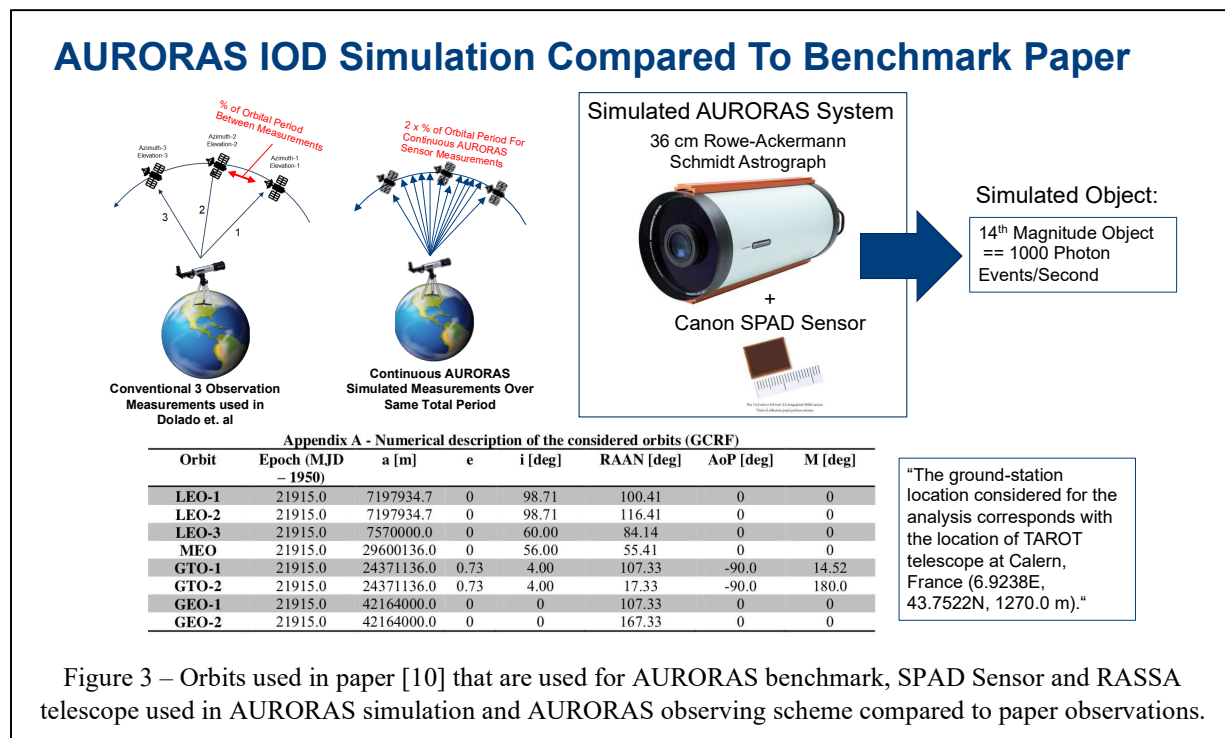 AURORAS IOD Simulation Compared To Benchmark Paper
% of Orbital Period
Between Measurements
Azimuth-3
Elevation-3
Azimuth-2
Elevation-2
Azimuth-1
Elevation-1
3
2
1
Conventional 3 Observation
Measurements used in
Dolado et. al
2 x % of Orbital Period For
Continuous AURORAS
Sensor Measurements
Continuous AURORAS
Simulated Measurements Over
Same Total Period
Simulated AURORAS System
36 cm Rowe-Ackermann
Schmidt Astrograph
+
Canon SPAD Sensor
Simulated Object:
14th Magnitude Object
== 1000 Photon
Events/Second
Appendix A - Numerical description of the considered orbits (GCRF)
Orbit Epoch (MJD – 1950) a [m] e i [deg] RAAN [deg] AoP [deg] M [deg]
LEO-1 21915.0 7197934.7 0 98.71 100.41 0 0
LEO-2 21915.0 7197934.7 0 98.71 116.41 0 0
LEO-3 21915.0 7570000.0 0 60.00 84.14 0 0
MEO 21915.0 29600136.0 0 56.00 55.41 0 0
GTO-1 21915.0 24371136.0 0.73 4.00 107.33 -90.0 14.52
GTO-2 21915.0 24371136.0 0.73 4.00 17.33 -90.0 180.0
GEO-1 21915.0 42164000.0 0 0 107.33 0 0
GEO-2 21915.0 42164000.0 0 0 167.33 0 0
“The ground-station
location considered for the
analysis corresponds with
the location of TAROT
telescope at Calern,
France (6.9238E,
43.7522N, 1270.0 m).“
Figure 3 – Orbits used in paper [10] that are used for AURORAS benchmark, SPAD Sensor and RASSA
telescope used in AURORAS simulation and AURORAS observing scheme compared to paper observations.